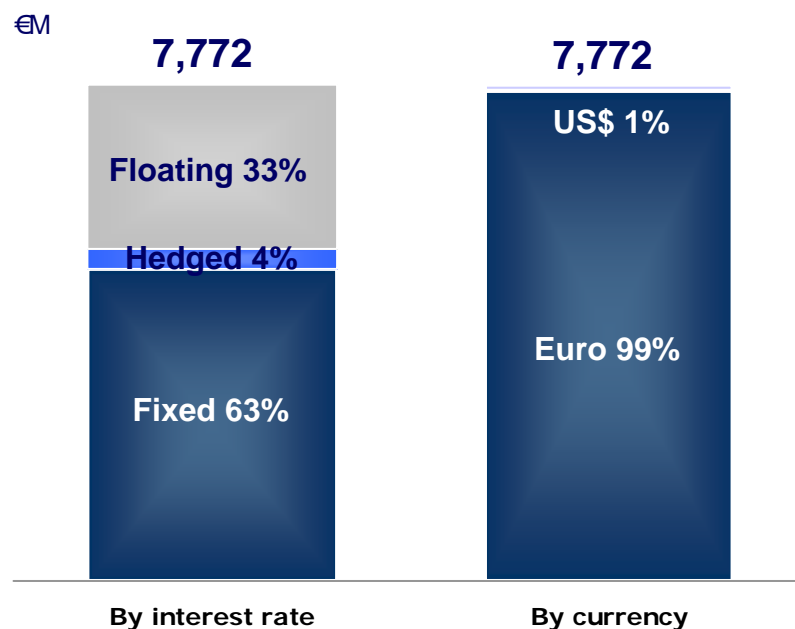 €M
7,772
7,772
US$ 1%
Floating 33%
Hedged 4%
Euro 99%
Fixed 63%
By interest rate
By currency